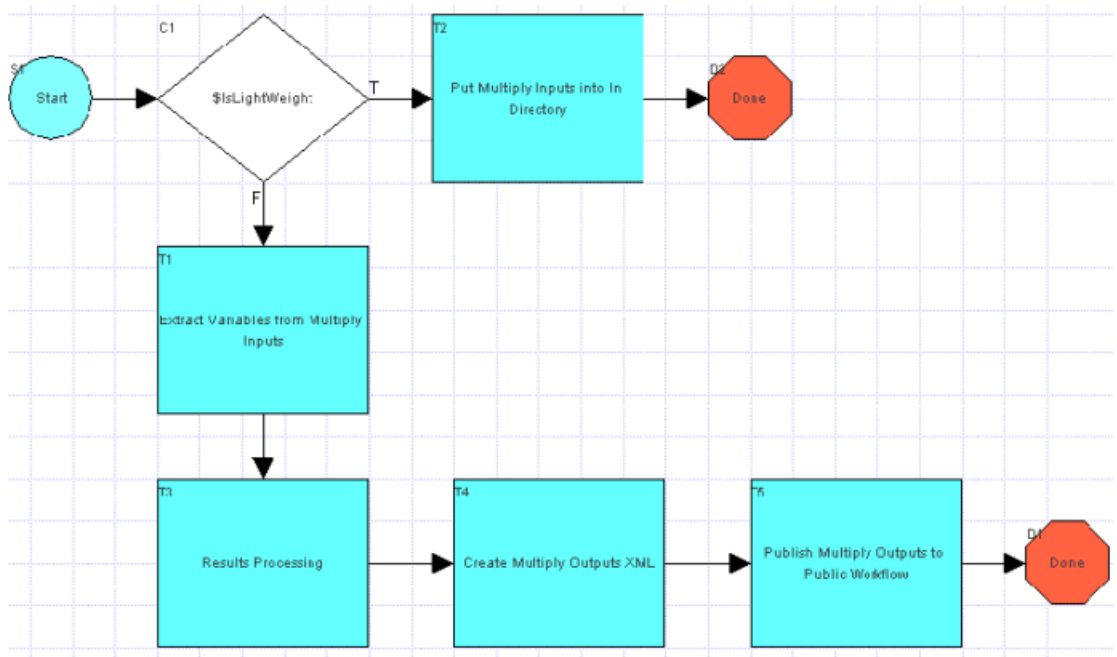 C1
T2
S1
D2
Start
$IsLightWeight
T
Put Multiply Inputs into In
Directory
Done
F
T1
Extract Variables from Multiply
Inputs
T3
T4
T5
D1
Results Processing
Create Multiply Outputs XML
Publish Multiply Outputs to
Public Workflow
Done